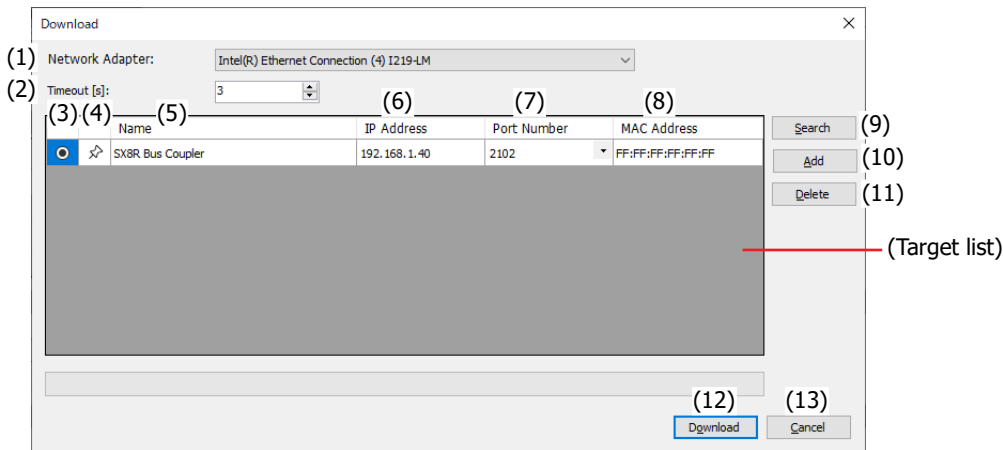 Download
(1) Network Adapter: Intel(R) Ethernet Connection (4) I219-LM
(2) Timeout [s]: 3
(3) (4) (5) (6) (7) (8)
Name IP Address Port Number MAC Address
SX8R Bus Coupler 192.168.1.40 2102 FF:FF:FF:FF:FF:FF
Search (9)
Add (10)
Delete (11)
(Target list)
(12) (13)
Download Cancel